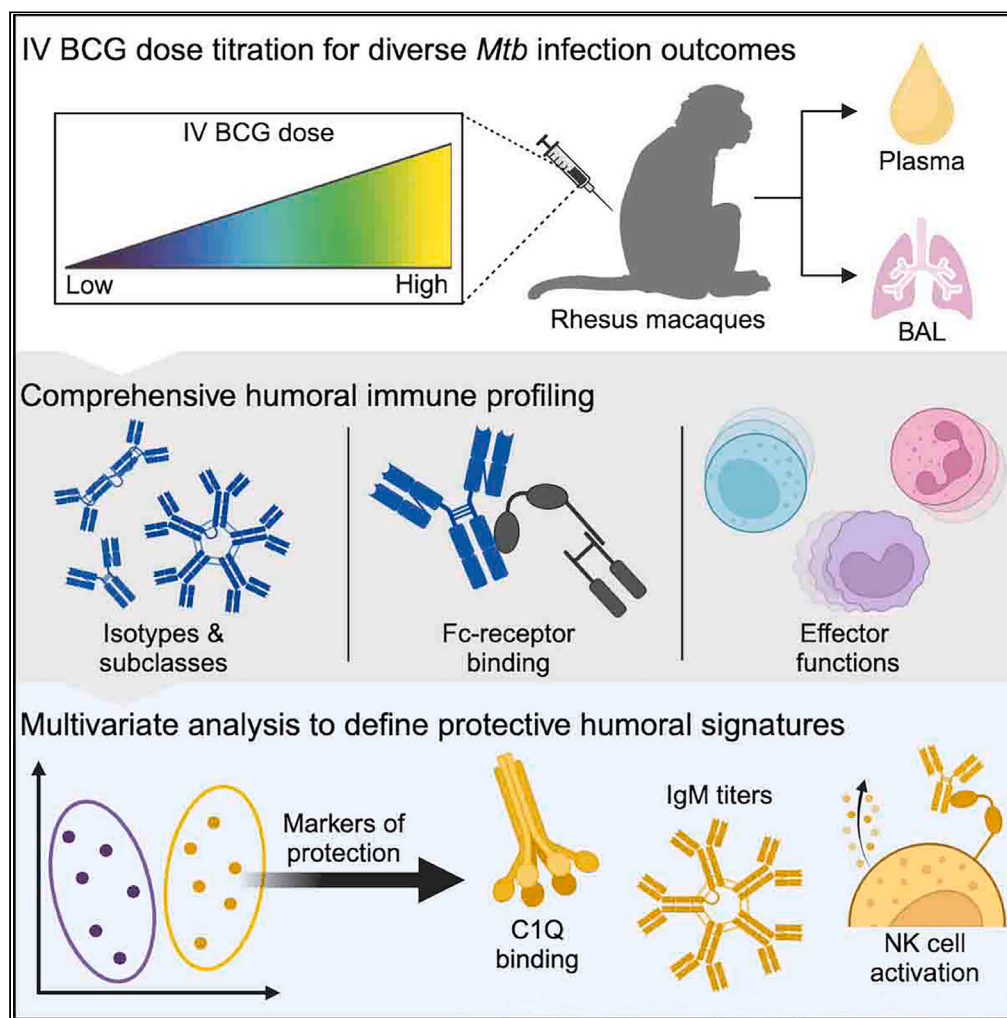 IV BCG dose titration for diverse Mtb infection outcomes
IV BCG dose
Low
High
Rhesus macaques
Plasma
BAL
Comprehensive humoral immune profiling
Isotypes &
subclasses
Fc-receptor
binding
Effector
functions
Multivariate analysis to define protective humoral signatures
Markers of
protection
C1Q
binding
IgM titers
NK cell
activation